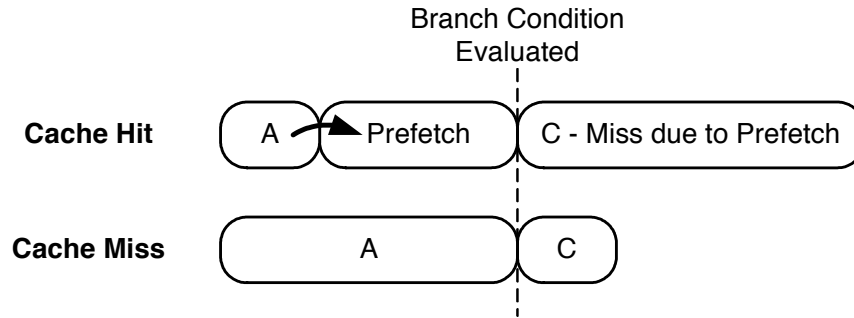 Branch Condition
Evaluated
Cache Hit
A
Prefetch
C - Miss due to Prefetch
Cache Miss
A
C